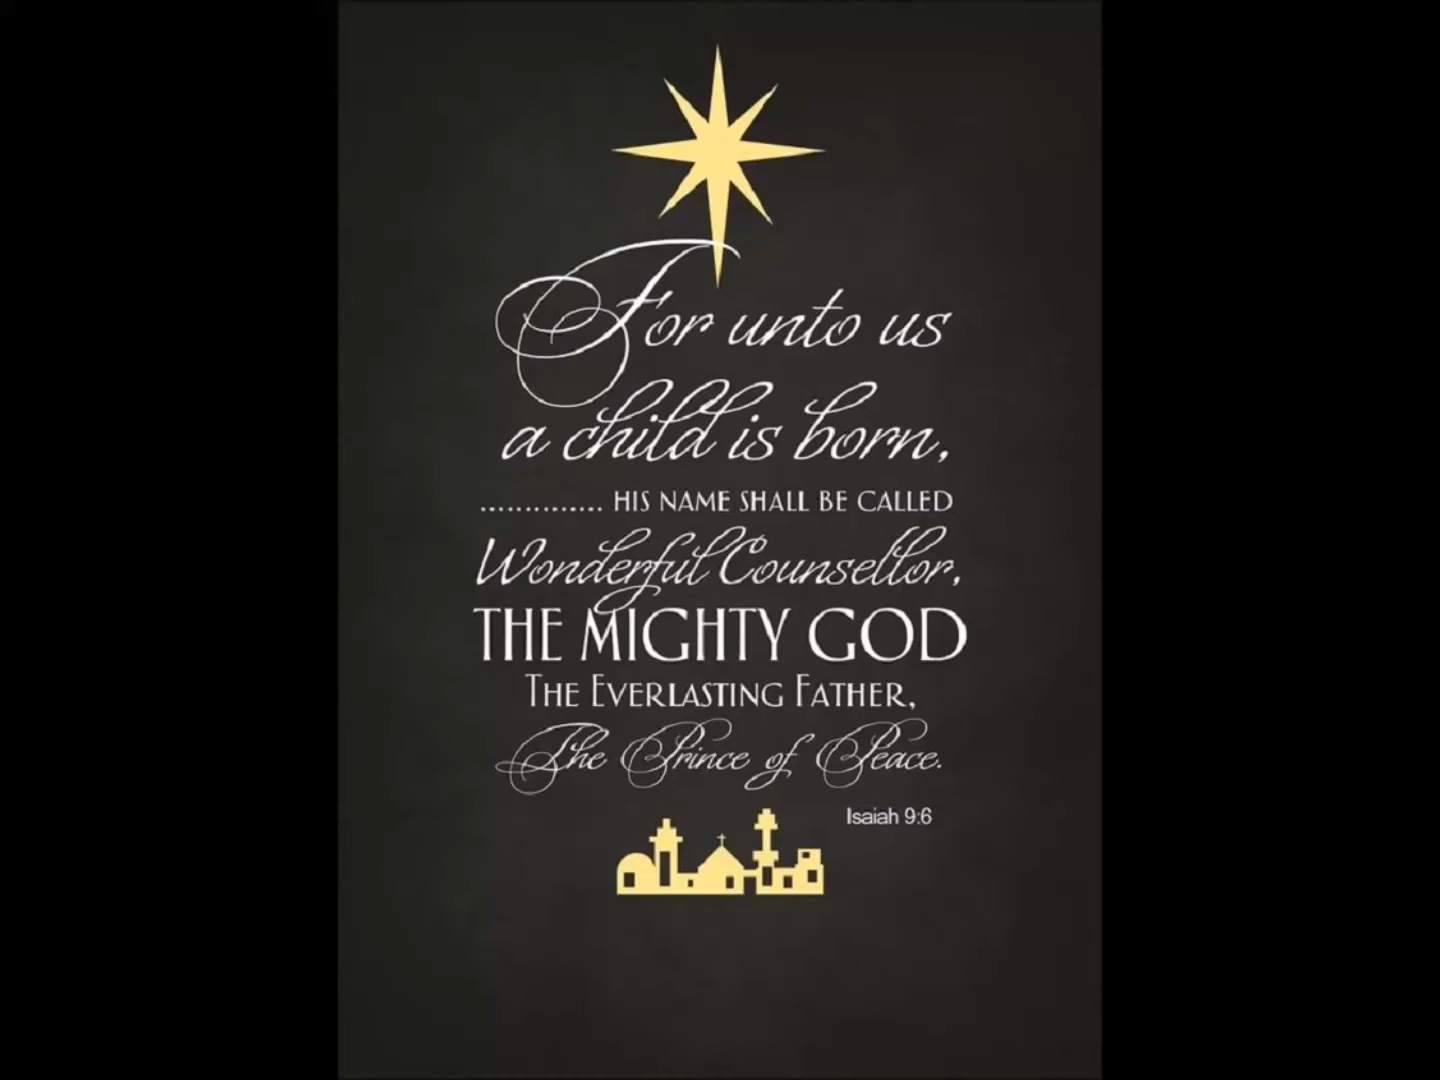 For unto us
a child is born,
.............. HIS NAME SHALL BE CALLED
Wonderful Counsellor,
THE MIGHTY GOD
THE EVERLASTING FATHER,
The Prince of Peace.
Isaiah 9:6